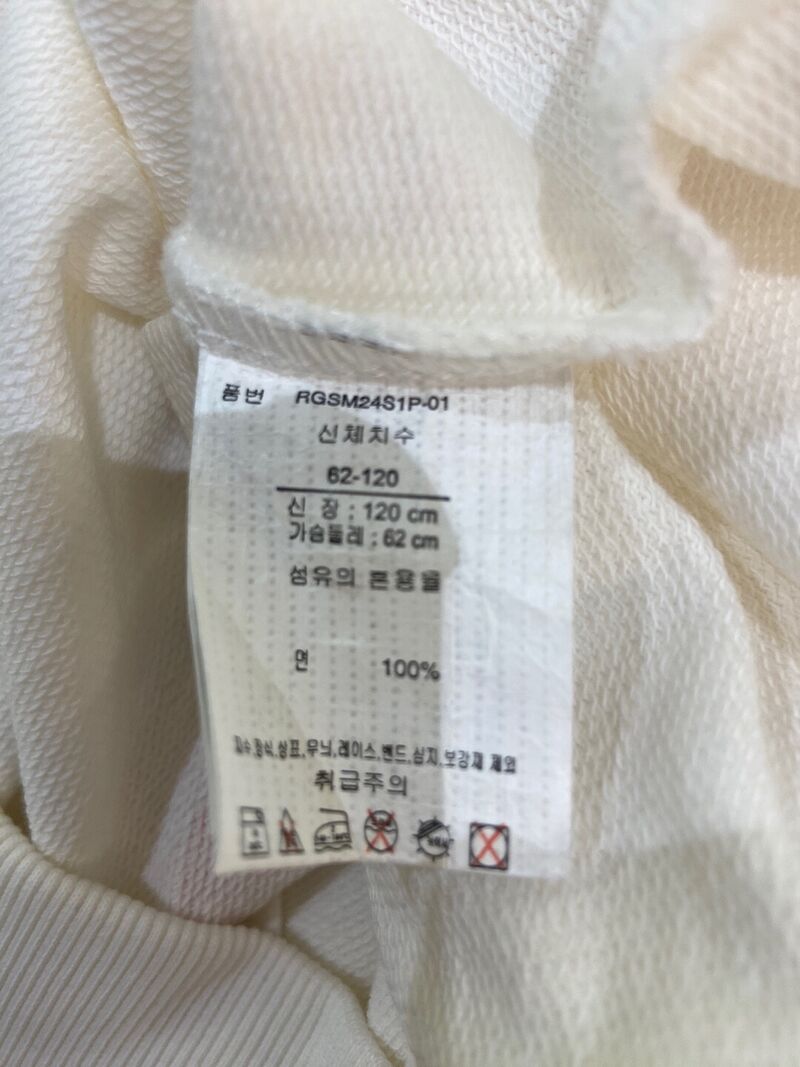 품번 RGSM24S1P-01
신체치수
62-120
신 장 : 120 cm
가슴둘레 : 62 cm
섬유의 혼용율
면 100%
자수,장식,상표,무늬,레이스,밴드,심지,보강재 제외
취급주의